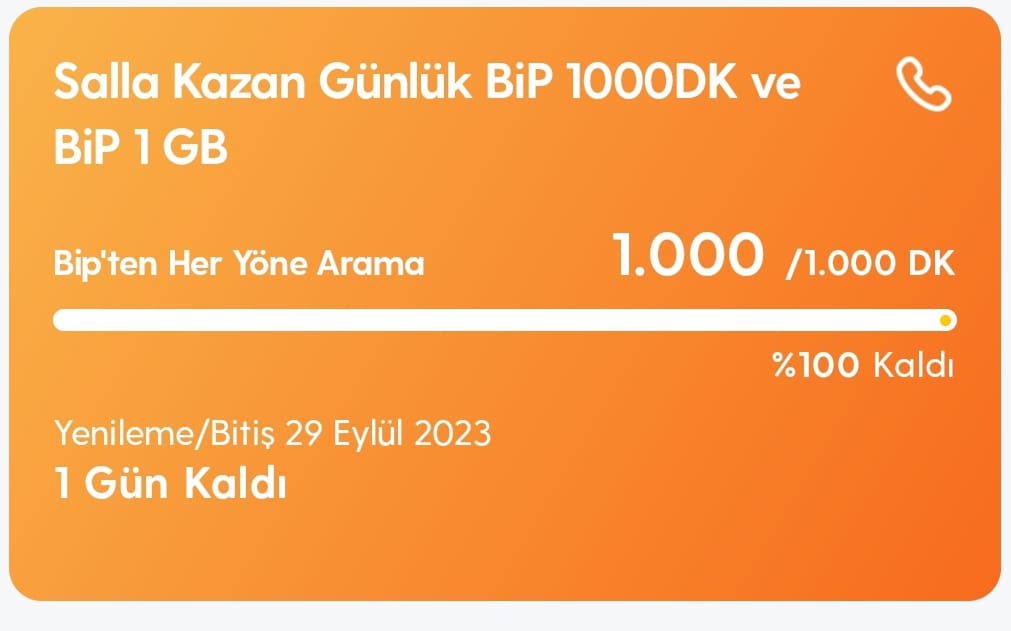 Salla Kazan Günlük BiP 1000DK ve
BiP 1 GB
Bip'ten Her Yöne Arama 1.000 /1.000 DK
%100 Kaldı
Yenileme/Bitiş 29 Eylül 2023
1 Gün Kaldı